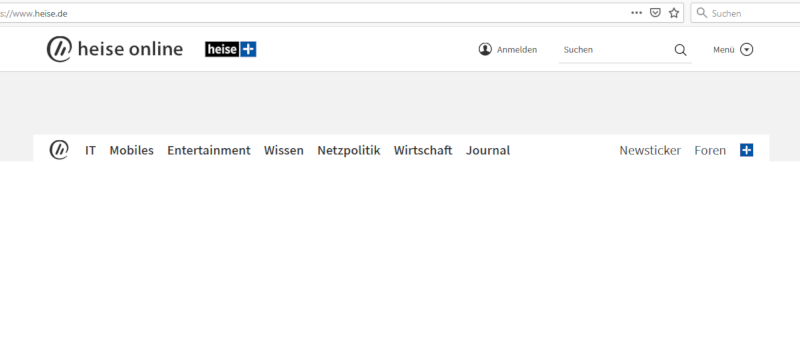 s://www.heise.de ••• Suchen
heise online heise+ Anmelden Suchen Menü
IT Mobiles Entertainment Wissen Netzpolitik Wirtschaft Journal Newsticker Foren +